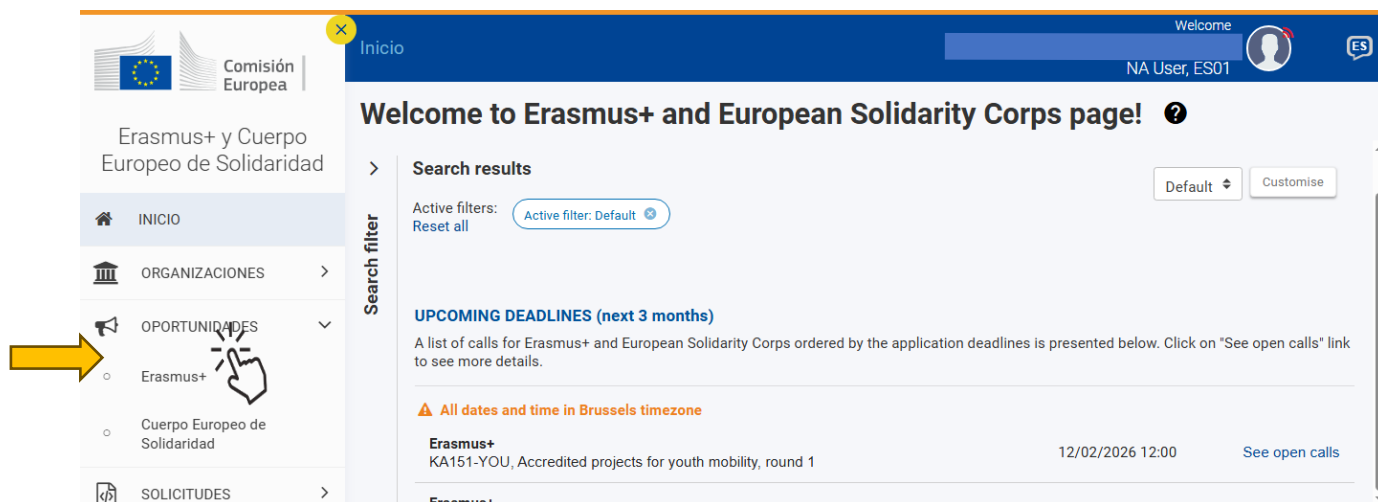 Comisión
Europea
Erasmus+ y Cuerpo
Europeo de Solidaridad
INICIO
ORGANIZACIONES
OPORTUNIDADES
Erasmus+
Cuerpo Europeo de
Solidaridad
SOLICITUDES
Inicio
Welcome
NA User, ES01
ES
Welcome to Erasmus+ and European Solidarity Corps page!
Search filter
Search results
Default
Customise
Active filters:
Active filter: Default
Reset all
UPCOMING DEADLINES (next 3 months)
A list of calls for Erasmus+ and European Solidarity Corps ordered by the application deadlines is presented below. Click on "See open calls" link
to see more details.
All dates and time in Brussels timezone
Erasmus+
KA151-YOU, Accredited projects for youth mobility, round 1
12/02/2026 12:00
See open calls
Erasmus+